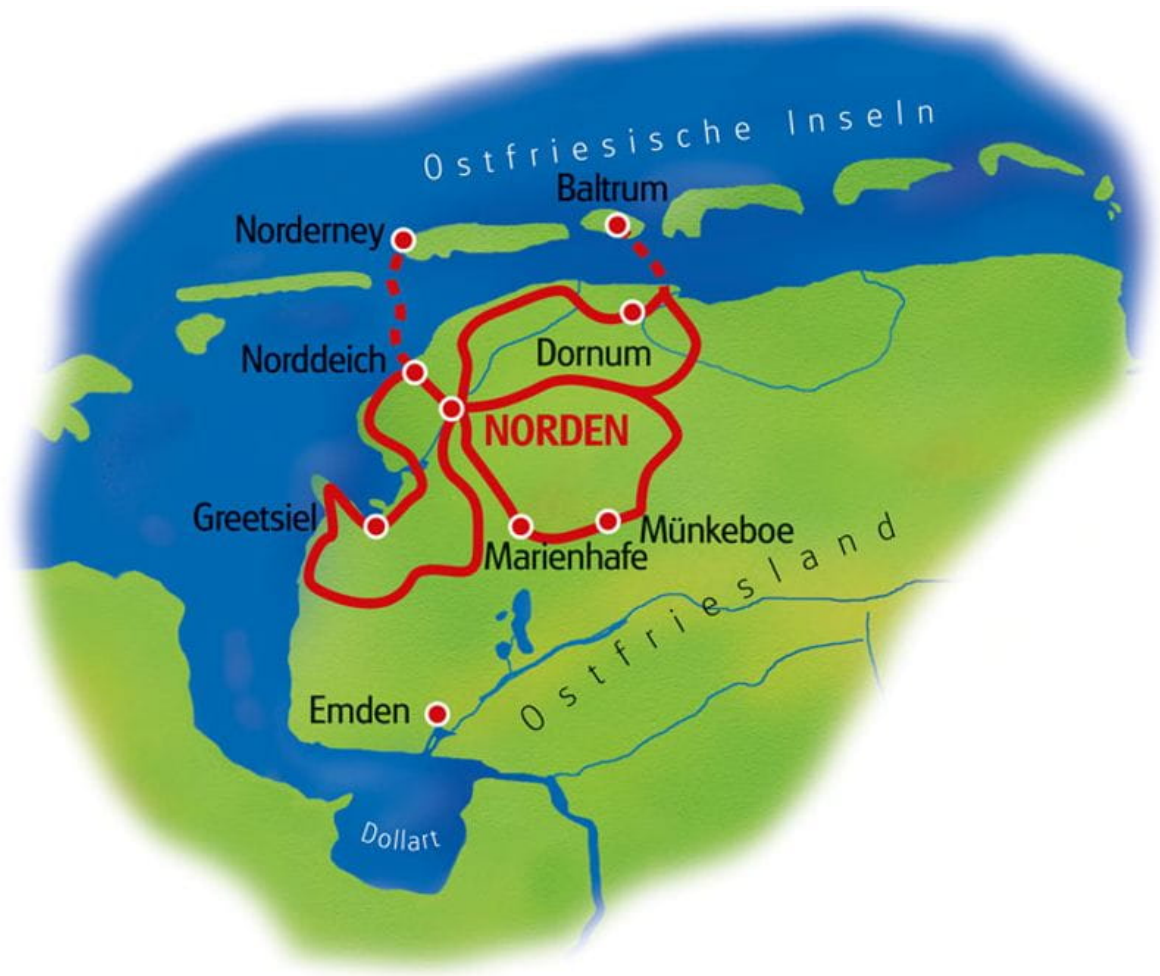 Ostfriesische Inseln
Baltrum
Norderney
Norddeich
Dornum
NORDEN
Greetsiel
Münkeboe
Marienhafe
Ostfriesland
Emden
Dollart